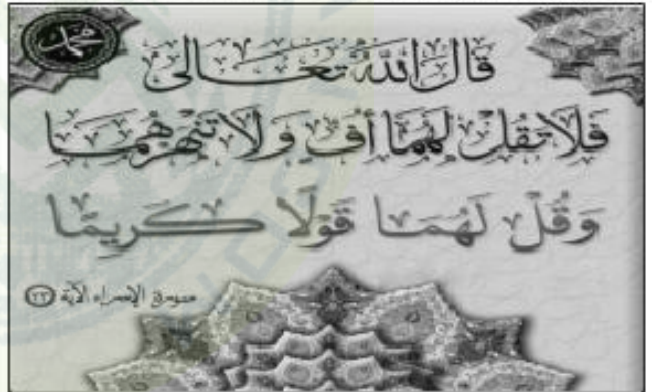 محمد
قال الله تعالى
فلا تقل لهما أف ولا تنهرهما
وقل لهما قولا كريما
سورة الإسراء الآية ٢٣